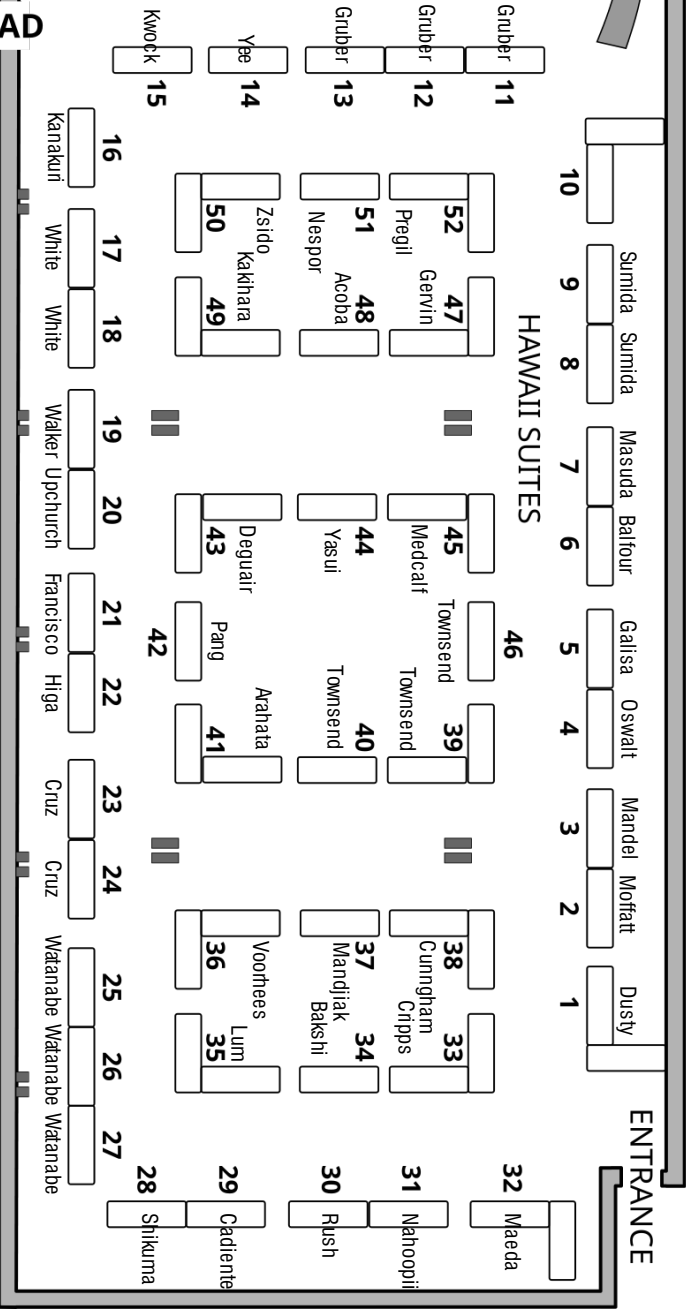 AD
Kwock
15
Yee
14
Gruber
13
Gruber
12
Gruber
11
10
Sumida
9
Sumida
8
Masuda
7
Balfour
6
Galisa
5
Oswalt
4
Mandel
3
Moffatt
2
Dusty
1
ENTRANCE
HAWAII SUITES
Kanakuri
16
White
17
White
18
Walker
19
Upchurch
20
Francisco
21
Higa
22
Cruz
23
Cruz
24
Watanabe
25
Watanabe
26
Watanabe
27
28
Shikuma
29
Cadiente
30
Rush
31
Nahoopii
32
Maeda
50
Zsido
51
Nespor
52
Pregil
49
Kakihara
48
Acoba
47
Gervin
43
Deguair
44
Yasui
45
Medcalf
42
Pang
46
Townsend
41
Arahata
40
Townsend
39
Townsend
36
Voorhees
37
Mandjiak
38
Cunngham
35
Lum
34
Bakshi
33
Cripps